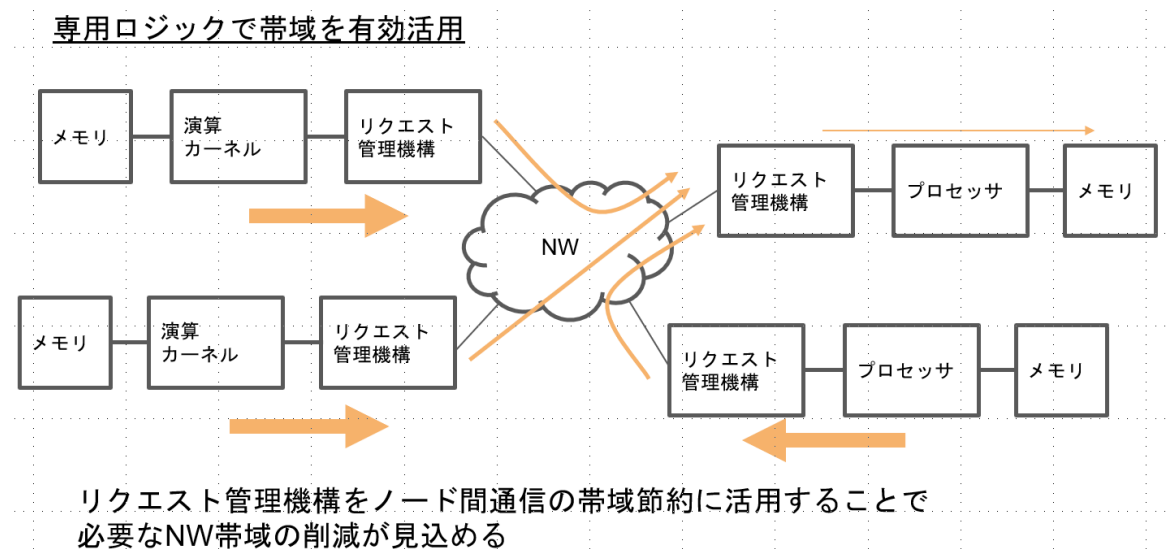 専用ロジックで帯域を有効活用
メモリ
演算
カーネル
リクエスト
管理機構
リクエスト
管理機構
プロセッサ
メモリ
NW
メモリ
演算
カーネル
リクエスト
管理機構
リクエスト
管理機構
プロセッサ
メモリ
リクエスト管理機構をノード間通信の帯域節約に活用することで
必要なNW帯域の削減が見込める